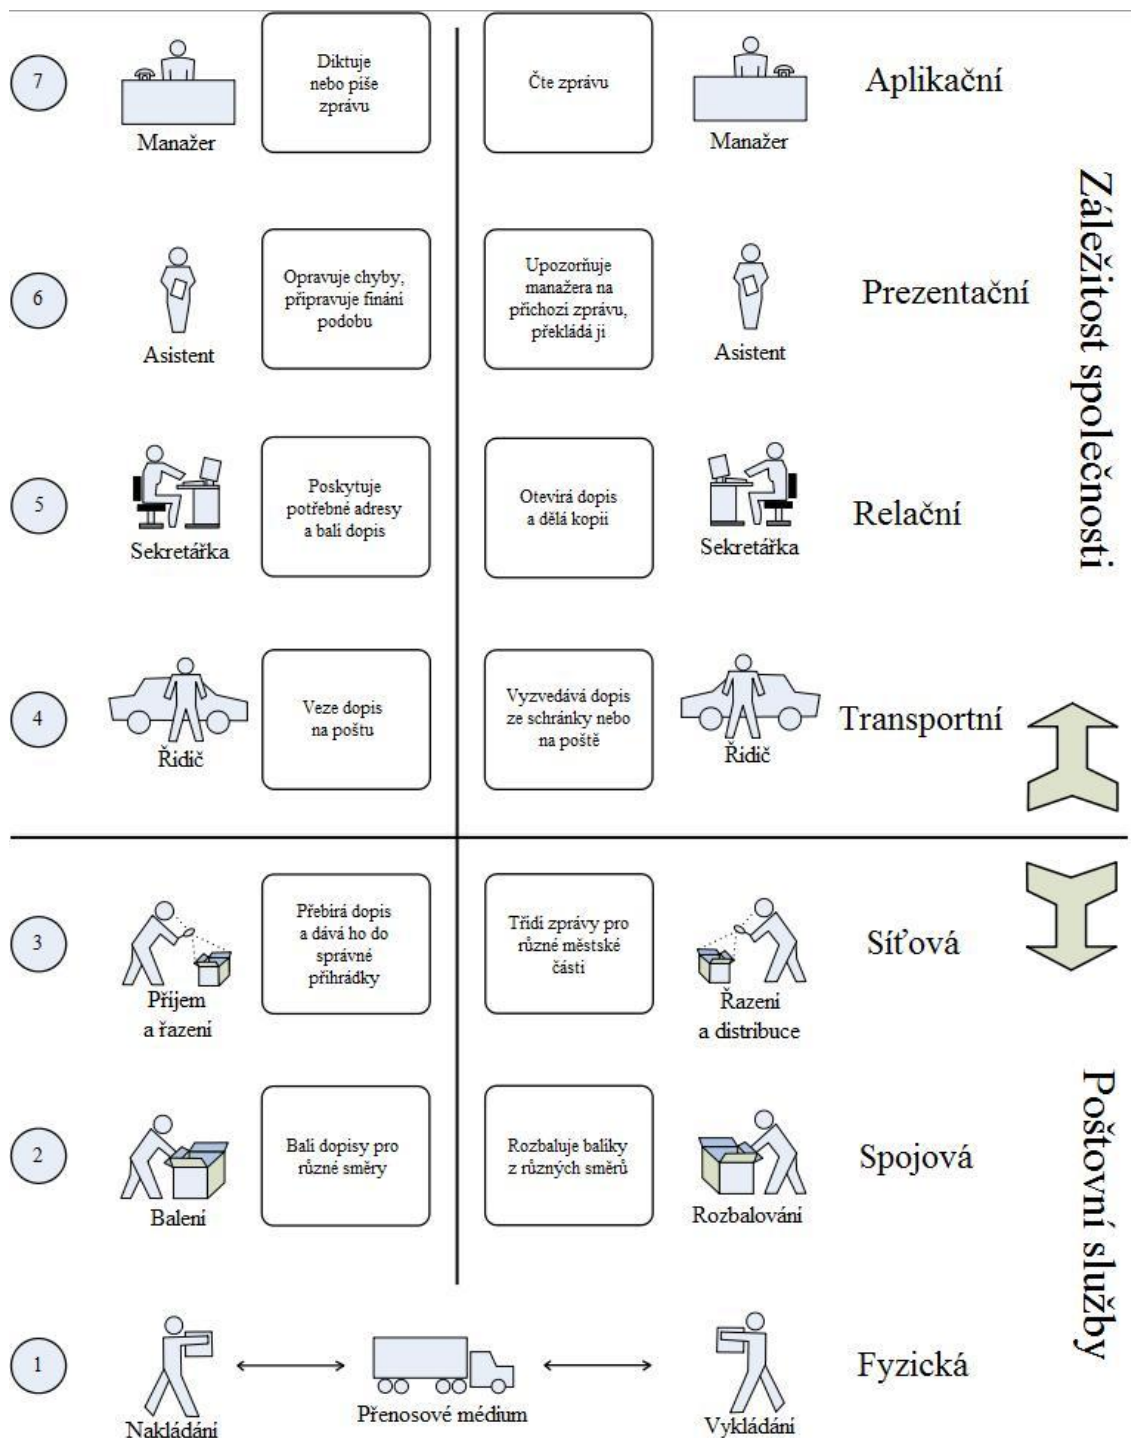 7
Manažer
Diktuje
nebo píše
zprávu
Čte zprávu
Manažer
Aplikační
6
Asistent
Opravuje chyby,
připravuje finání
podobu
Upozorňuje
manažera na
příchozí zprávu,
překládá ji
Asistent
Prezentační
5
Sekretářka
Poskytuje
potřebné adresy
a balí dopis
Otevírá dopis
a dělá kopii
Sekretářka
Relační
4
Řidič
Veze dopis
na poštu
Vyzvedává dopis
ze schránky nebo
na poště
Řidič
Transportní
Záležitost společnosti
3
Příjem
a řazení
Přebírá dopis
a dává ho do
správné
přihrádky
Třídí zprávy pro
různé městské
části
Řazení
a distribuce
Síťová
2
Balení
Balí dopisy pro
různé směry
Rozbaluje balíky
z různých směrů
Rozbalování
Spojová
1
Nakládání
Přenosové médium
Vykládání
Fyzická
Poštovní služby